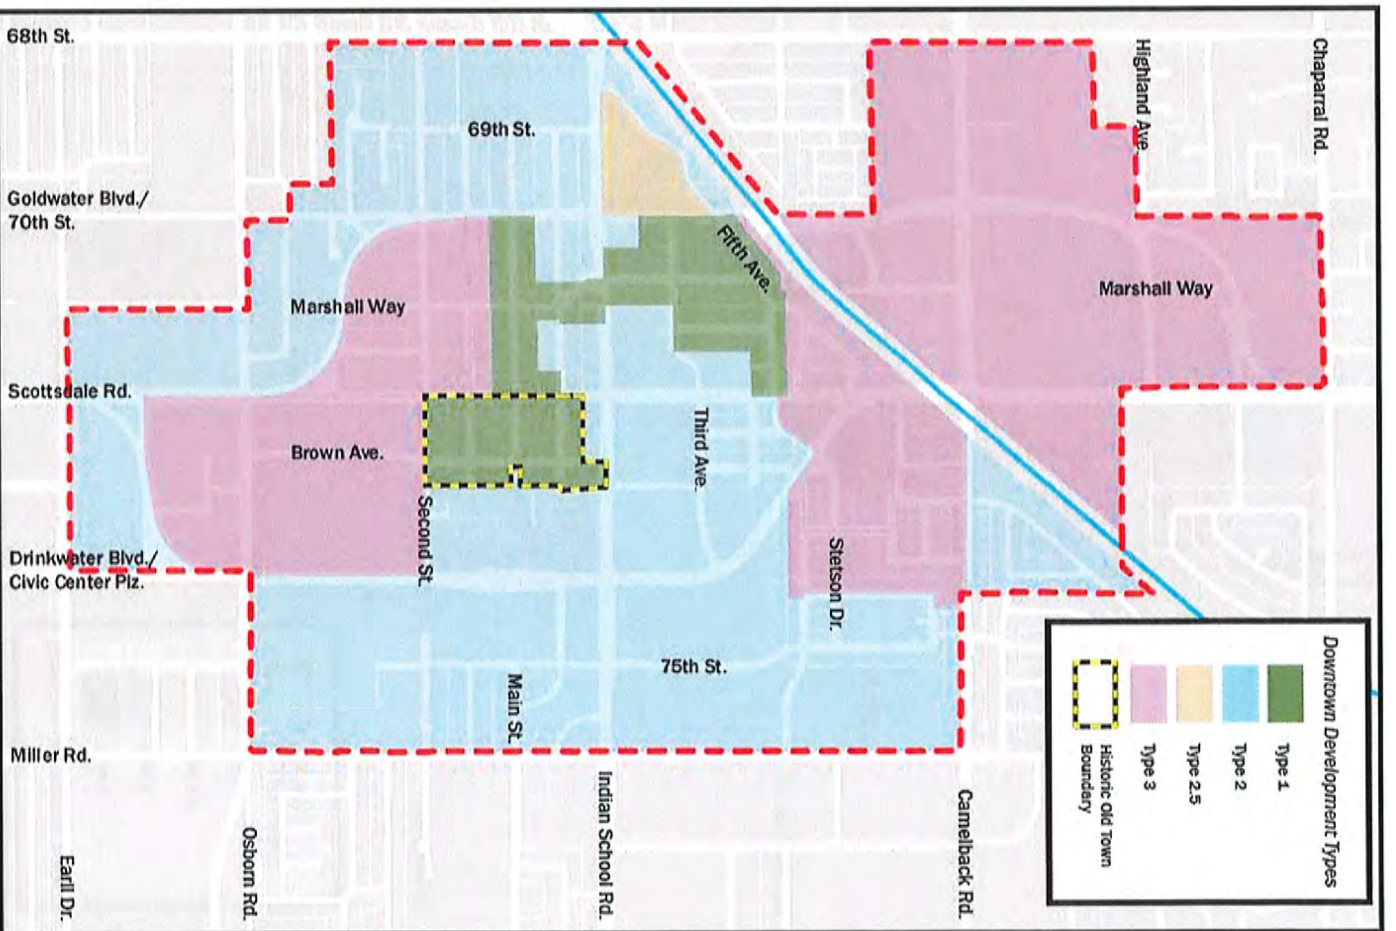 68th St.
Highland Ave.
Chaparral Rd.
69th St.
Goldwater Blvd./
70th St.
Fifth Ave.
Marshall Way
Marshall Way
Scottsdale Rd.
Brown Ave.
Third Ave.
Second St.
Drinkwater Blvd./
Civic Center Plz.
Stetson Dr.
75th St.
Main St.
Miller Rd.
Indian School Rd.
Camelback Rd.
Osborn Rd.
Earll Dr.
Downtown Development Types
Type 1
Type 2
Type 2.5
Type 3
Historic Old Town
Boundary